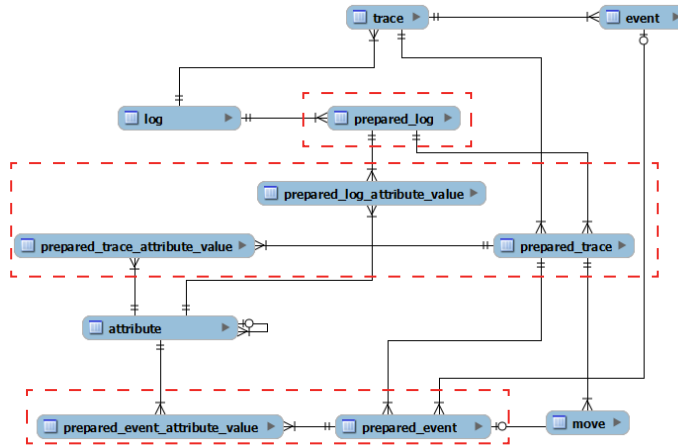 trace
event
log
prepared_log
prepared_log_attribute_value
prepared_trace_attribute_value
prepared_trace
attribute
prepared_event_attribute_value
prepared_event
move